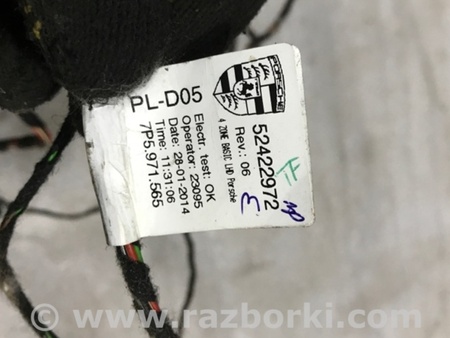 PORSCHE
52422972
Rev.: 06
4 ZONE BASIC LHD Porsche
PL-D05
Electr. test: OK
Operator: 23095
Date: 28-01-2014
Time: 11:31:06
7P5.971.565
www.razborki.com